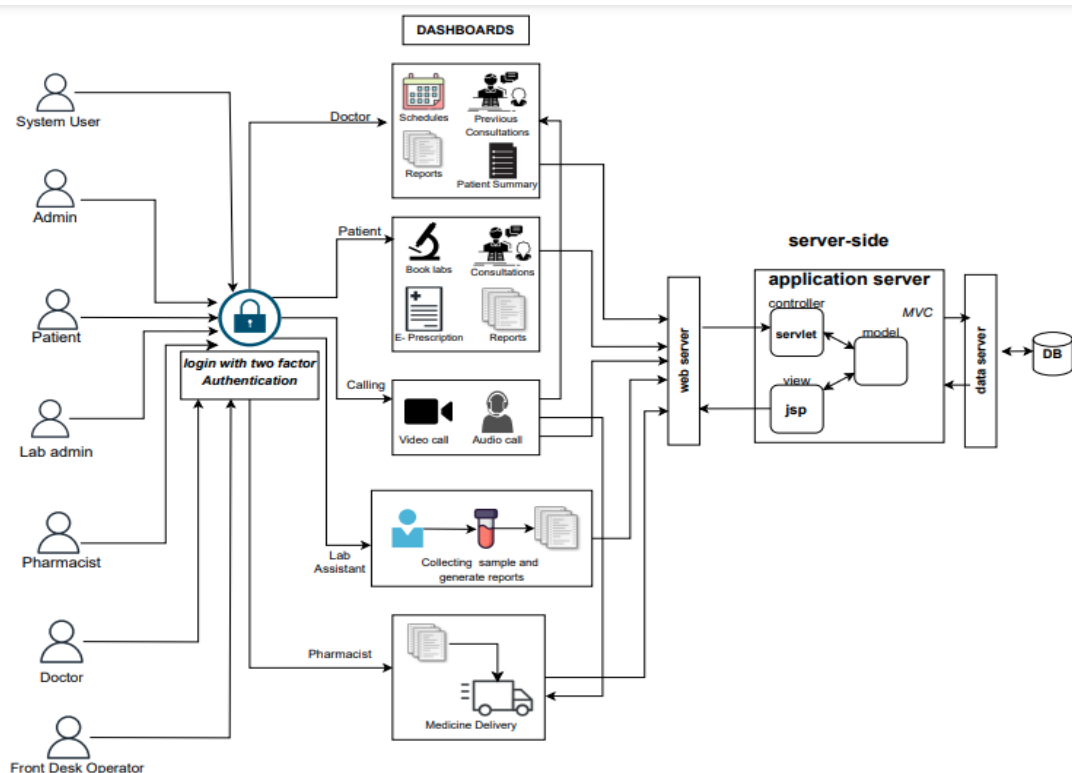 DASHBOARDS
System User
Admin
Patient
Lab admin
Pharmacist
Doctor
Front Desk Operator
login with two factor
Authentication
Doctor
Schedules
Previious
Consultations
Reports
Patient Summary
Patient
Book labs
Consultations
E- Prescription
Reports
Calling
Video call
Audio call
Lab
Assistant
Collecting sample and
generate reports
Pharmacist
Medicine Delivery
web server
server-side
application server
controller
MVC
servlet
model
view
jsp
data server
DB